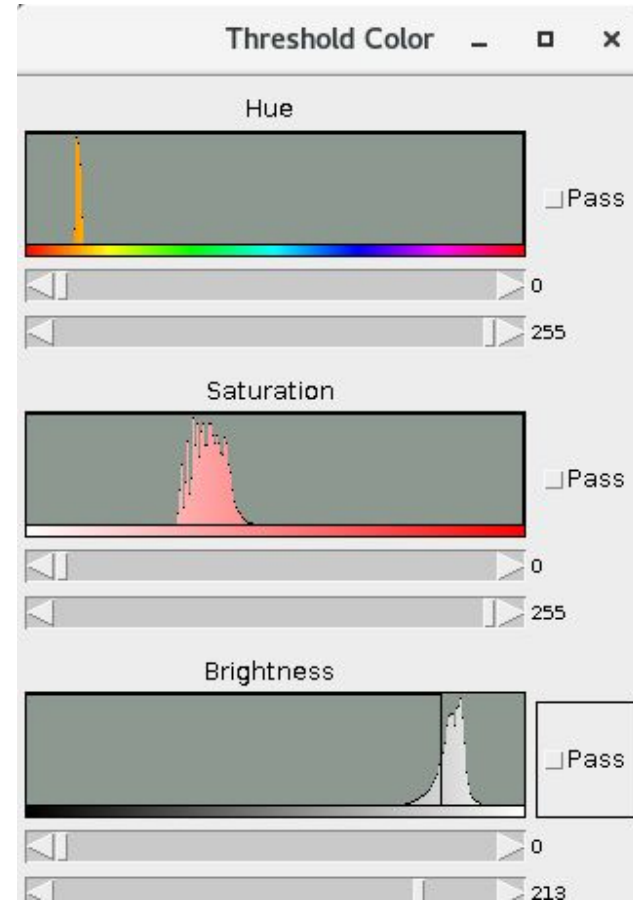 Threshold Color
Hue
Pass
0
255
Saturation
Pass
0
255
Brightness
Pass
0
213